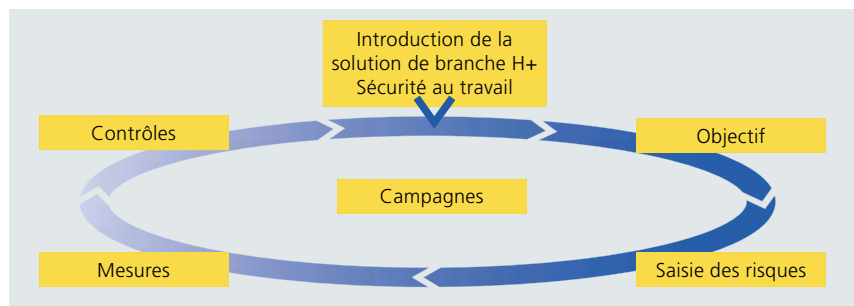 Introduction de la
solution de branche H+
Sécurité au travail
Contrôles
Objectif
Campagnes
Mesures
Saisie des risques